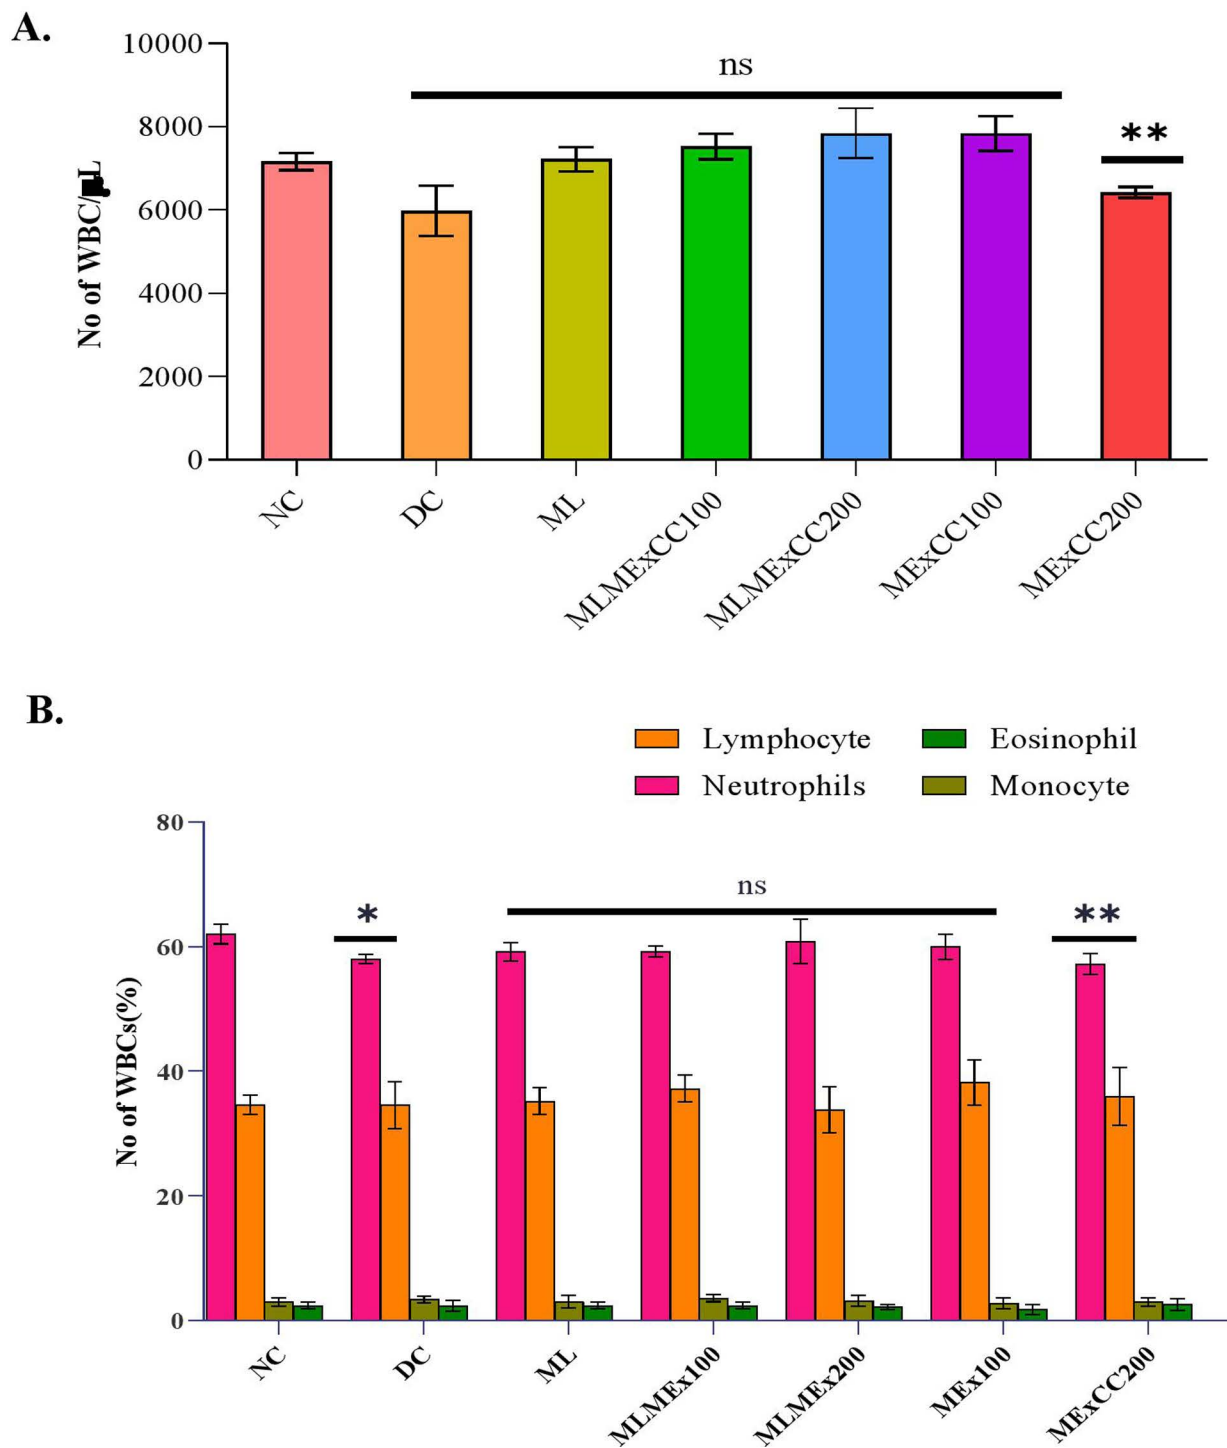 A.
10000
8000
6000
4000
2000
0
No of WBC/
ns
**
NC
DC
ML
MLMExCC100
MLMExCC200
MExCC100
MExCC200
B.
Lymphocyte
Eosinophil
Neutrophils
Monocyte
80
60
40
20
0
No of WBCs(%)
*
ns
**
NC
DC
ML
MLMEx100
MLMEx200
MEx100
MExCC200